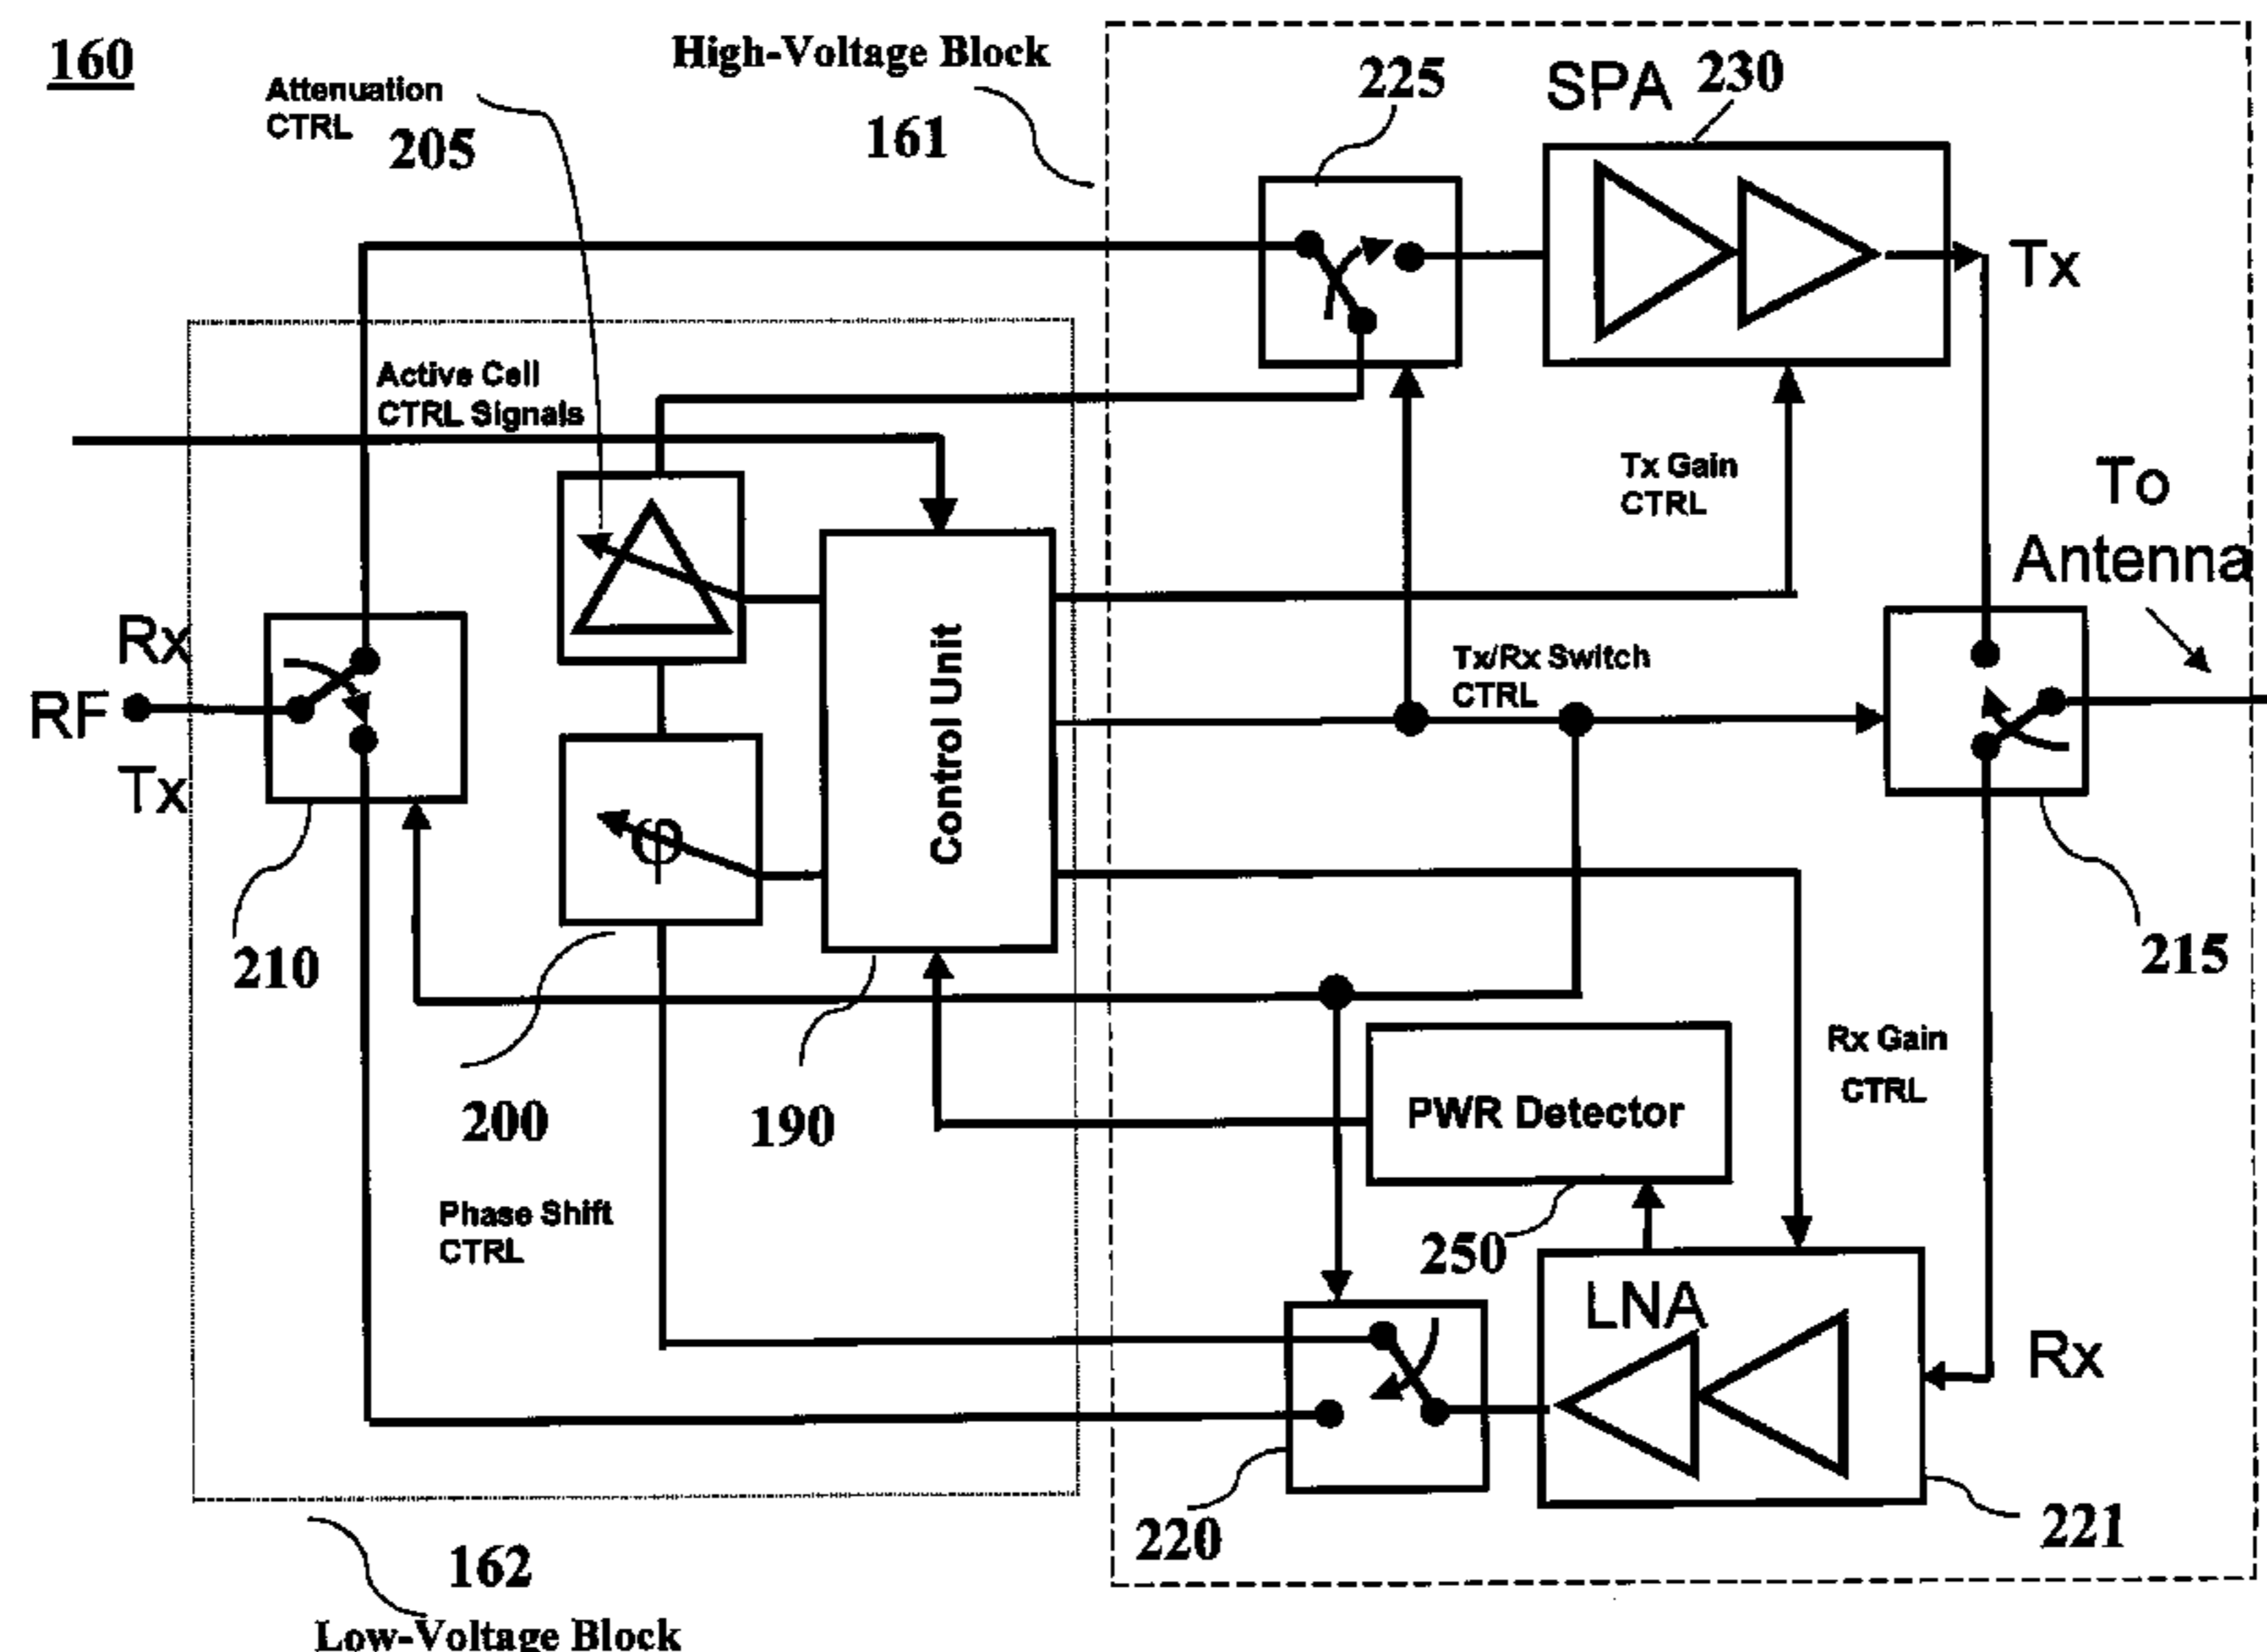 160
High-Voltage Block
161
Attenuation
CTRL
205
225
SPA
230
Tx
Active Cell
CTRL Signals
Tx Gain
CTRL
To
Antenna
Rx
RF
Tx
Control Unit
Tx/Rx Switch
CTRL
φ
210
215
200
190
Rx Gain
CTRL
PWR Detector
Phase Shift
CTRL
250
LNA
Rx
220
221
162
Low-Voltage Block